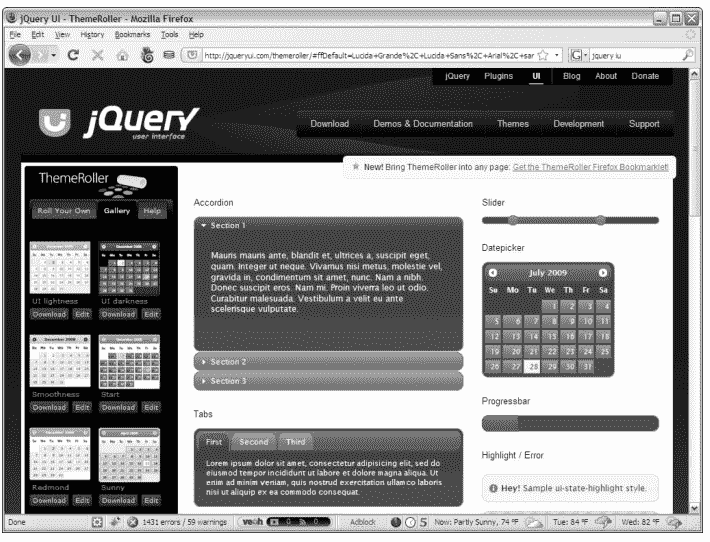 jQuery UI - ThemeRoller - Mozilla Firefox
File Edit View History Bookmarks Tools Help
http://jqueryui.com/themeroller/#ffDefault=Lucida+Grande%2C+Lucida+Sans%2C+Arial%2C+sar
jquery iu
jQuery Plugins UI Blog About Donate
jQuery
user interface
Download Demos & Documentation Themes Development Support
New! Bring ThemeRoller into any page: Get the ThemeRoller Firefox Bookmarklet!
ThemeRoller
Roll Your Own Gallery Help
UI lightness UI darkness
Download Edit Download Edit
Smoothness Start
Download Edit Download Edit
Redmond Sunny
Download Edit Download Edit
Accordion
Section 1
Mauris mauris ante, blandit et, ultrices a, suscipit eget,
quam. Integer ut neque. Vivamus nisi metus, molestie vel,
gravida in, condimentum sit amet, nunc. Nam a nibh.
Donec suscipit eros. Nam mi. Proin viverra leo ut odio.
Curabitur malesuada. Vestibulum a velit eu ante
scelerisque vulputate.
Section 2
Section 3
Tabs
First Second Third
Lorem ipsum dolor sit amet, consectetur adipisicing elit, sed do
eiusmod tempor incididunt ut labore et dolore magna aliqua. Ut
enim ad minim veniam, quis nostrud exercitation ullamco laboris
nisi ut aliquip ex ea commodo consequat.
Slider
Datepicker
July 2009
Su Mo Tu We Th Fr Sa
1 2 3 4
5 6 7 8 9 10 11
12 13 14 15 16 17 18
19 20 21 22 23 24 25
26 27 28 29 30 31
Progressbar
Highlight / Error
Hey! Sample ui-state-highlight style.
Done 1431 errors / 59 warnings veoh 0 0 Adblock 5 Now: Partly Sunny, 74 °F Tue: 84 °F Wed: 82 °F